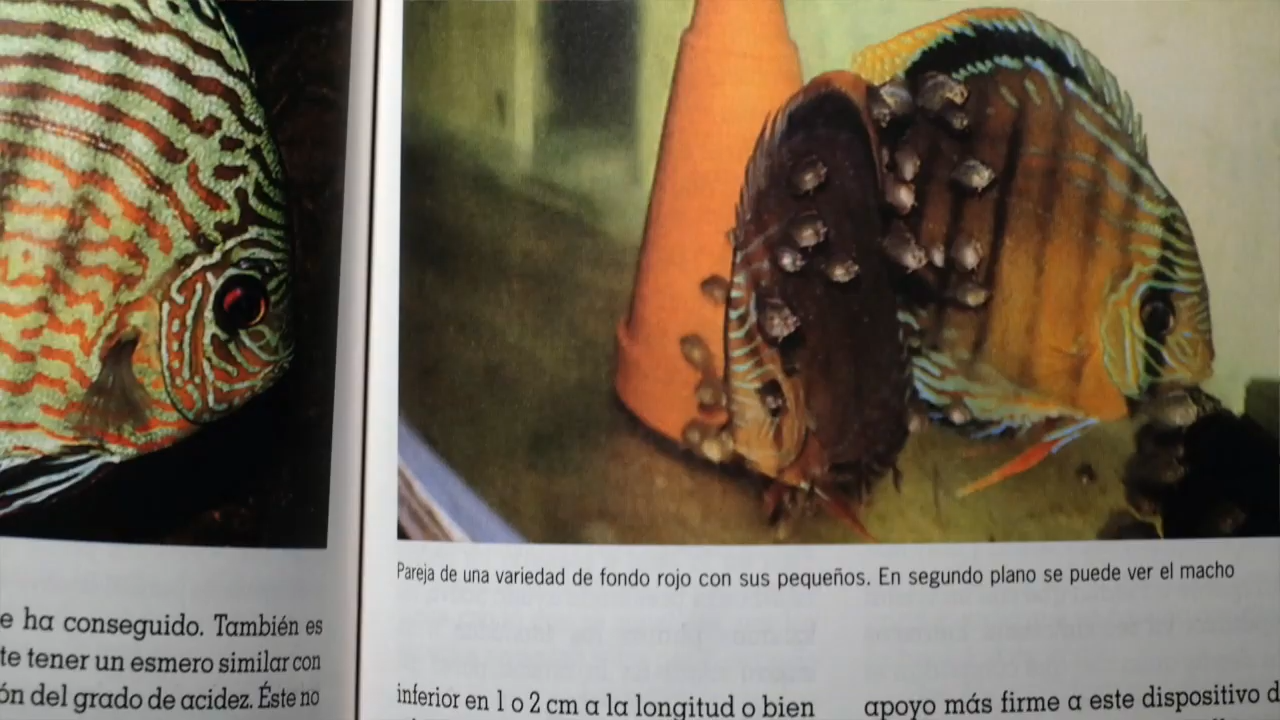 e ha conseguido. También es
te tener un esmero similar con
ón del grado de acidez. Éste no
Pareja de una variedad de fondo rojo con sus pequeños. En segundo plano se puede ver el macho
inferior en 1 o 2 cm a la longitud o bien
apoyo más firme a este dispositivo d